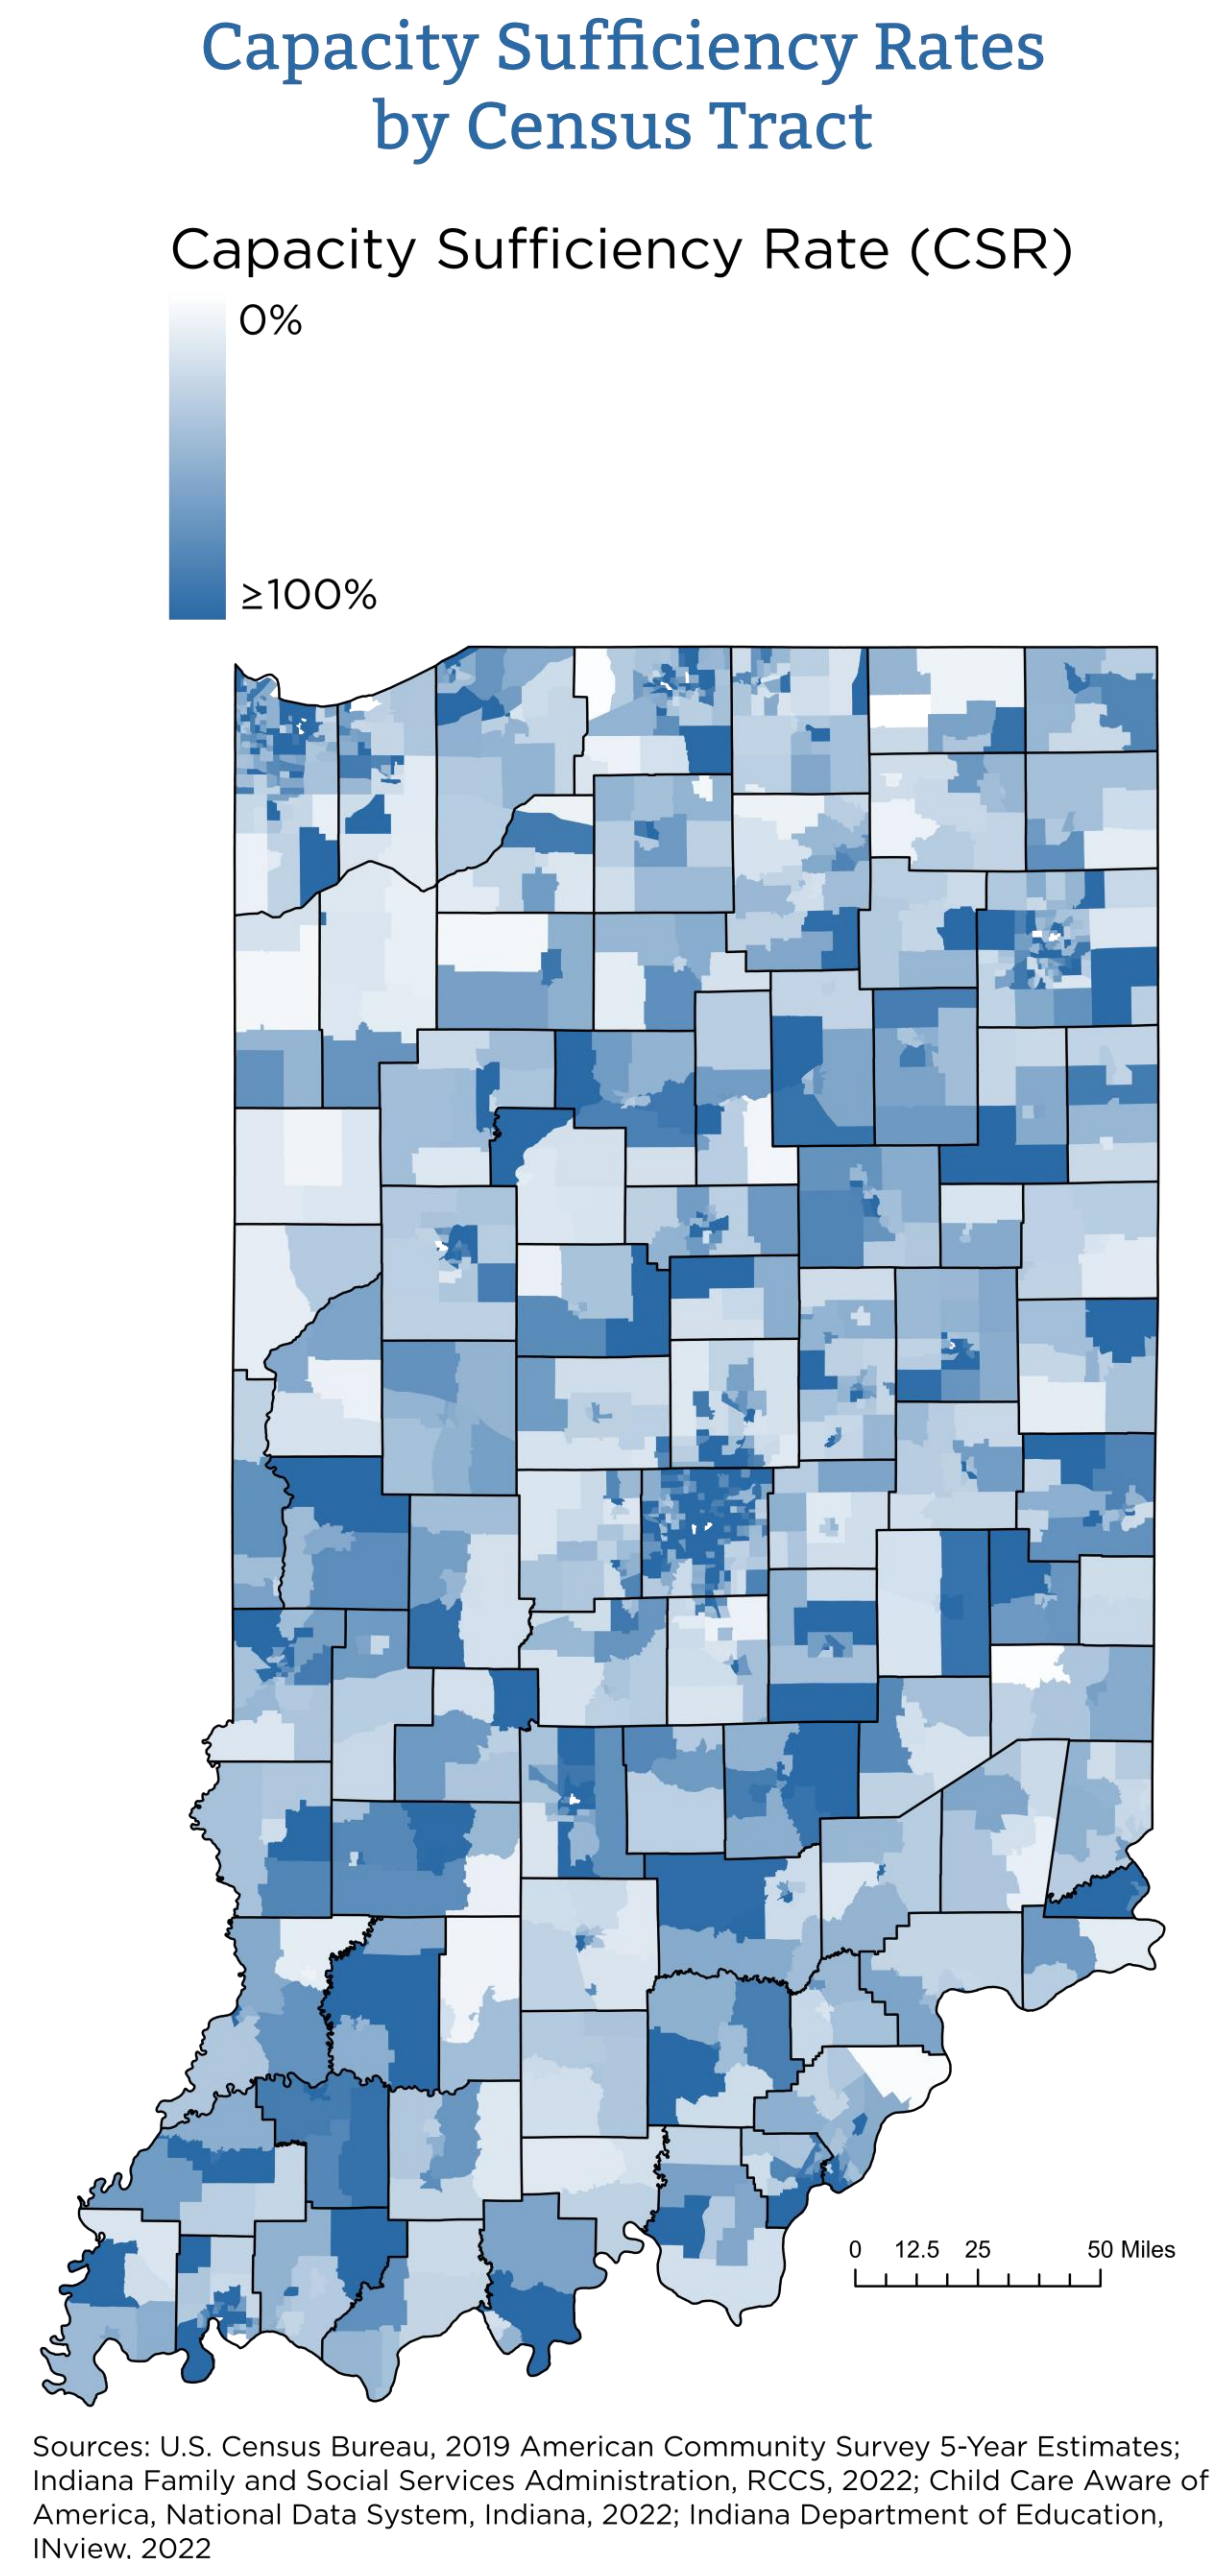 Capacity Sufficiency Rates
by Census Tract
Capacity Sufficiency Rate (CSR)
0%
≥100%
0 12.5 25 50 Miles
Sources: U.S. Census Bureau, 2019 American Community Survey 5-Year Estimates;
Indiana Family and Social Services Administration, RCCS, 2022; Child Care Aware of
America, National Data System, Indiana, 2022; Indiana Department of Education,
INview, 2022